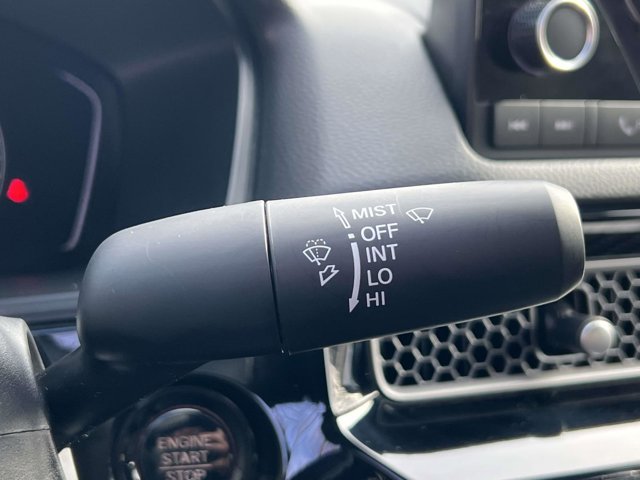 MIST
OFF
INT
LO
HI
ENGINE
START
STOP